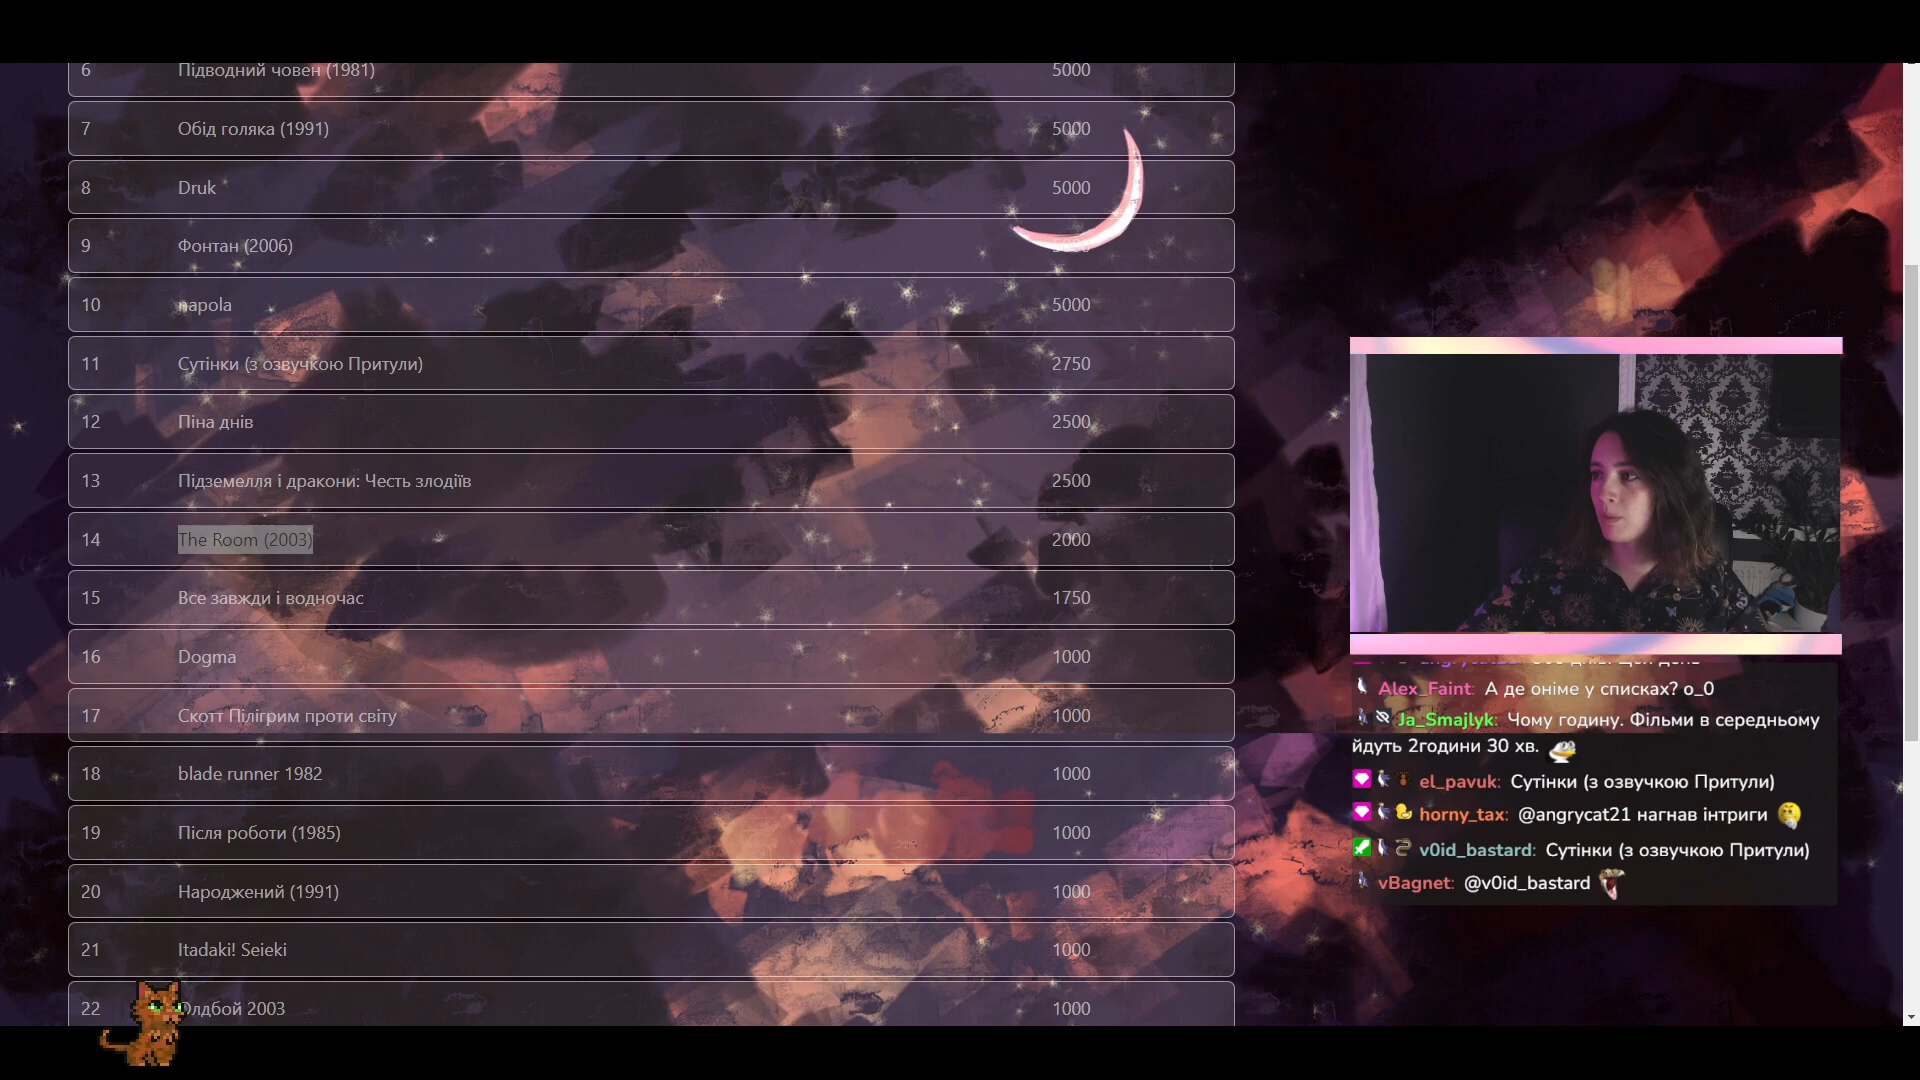 6 Підводний човен (1981) 5000
7 Обід голяка (1991) 5000
8 Druk 5000
9 Фонтан (2006)
10 napola 5000
11 Сутінки (з озвучкою Притули) 2750
12 Піна днів 2500
13 Підземелля і дракони: Честь злодіїв 2500
14 The Room (2003) 2000
15 Все завжди і водночас 1750
16 Dogma 1000
17 Скотт Пілігрим проти світу 1000
18 blade runner 1982 1000
19 Після роботи (1985) 1000
20 Народжений (1991) 1000
21 Itadaki! Seieki 1000
22 Олдбой 2003 1000
Alex_Faint: А де оніме у списках? о_0
Ja_Smajlyk: Чому годину. Фільми в середньому
йдуть 2години 30 хв.
el_pavuk: Сутінки (з озвучкою Притули)
horny_tax: @angrycat21 нагнав інтриги
v0id_bastard: Сутінки (з озвучкою Притули)
vBagnet: @v0id_bastard